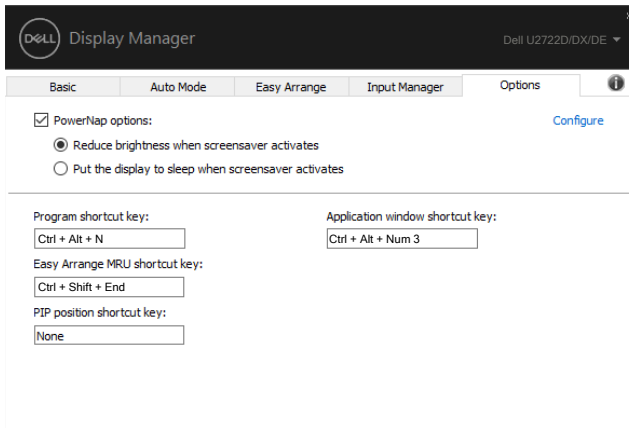 DELL Display Manager
Dell U2722D/DX/DE
Basic Auto Mode Easy Arrange Input Manager Options
PowerNap options: Configure
Reduce brightness when screensaver activates
Put the display to sleep when screensaver activates
Program shortcut key: Application window shortcut key:
Ctrl + Alt + N Ctrl + Alt + Num 3
Easy Arrange MRU shortcut key:
Ctrl + Shift + End
PIP position shortcut key:
None